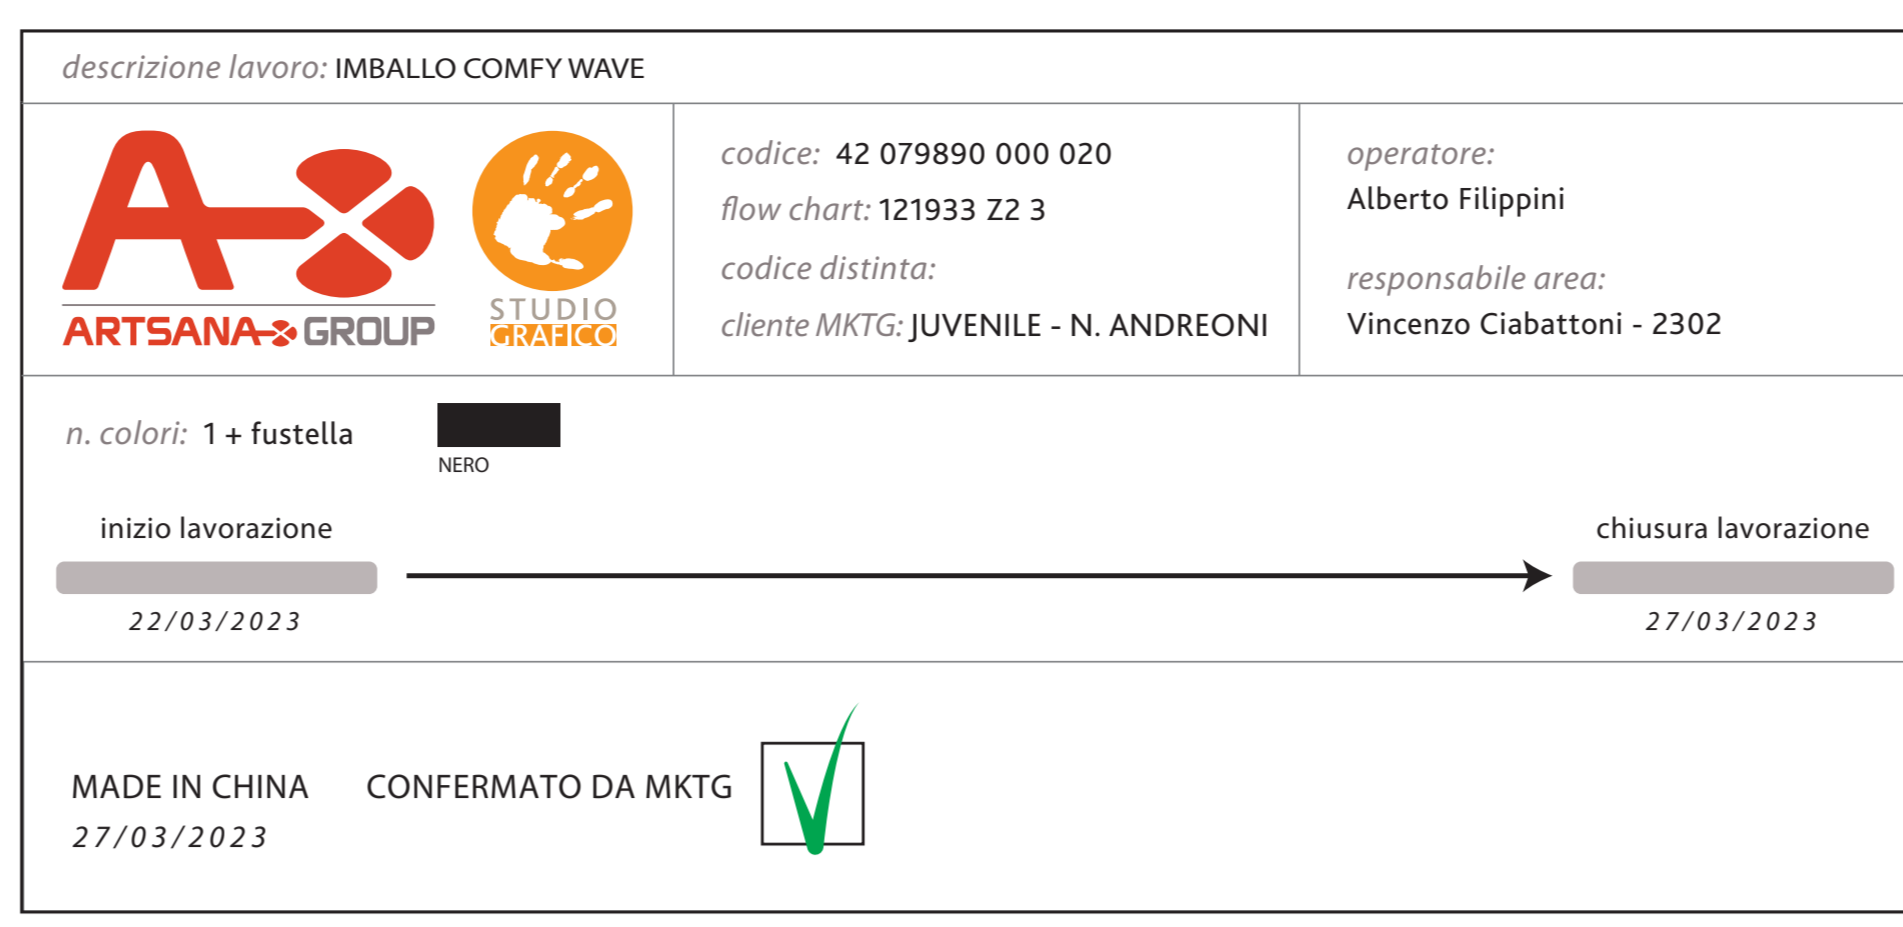 descrizione lavoro: IMBALLO COMFY WAVE
ARTSANA GROUP
STUDIO
GRAFICO
codice: 42 079890 000 020
flow chart: 121933 Z2 3
codice distinta:
cliente MKTG: JUVENILE - N. ANDREONI
operatore:
Alberto Filippini
responsabile area:
Vincenzo Ciabattoni - 2302
n. colori: 1 + fustella
NERO
inizio lavorazione
22/03/2023
chiusura lavorazione
27/03/2023
MADE IN CHINA CONFERMATO DA MKTG
27/03/2023